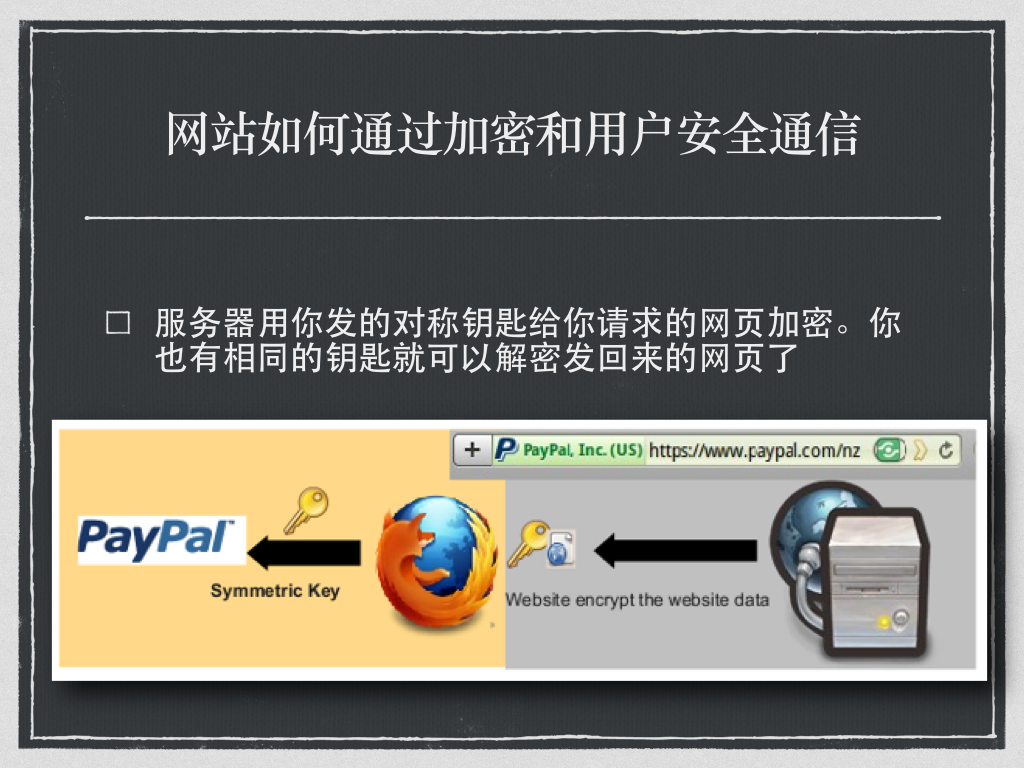 网站如何通过加密和用户安全通信
服务器用你发的对称钥匙给你请求的网页加密。你
也有相同的钥匙就可以解密发回来的网页了
PayPal, Inc. (US) https://www.paypal.com/nz
PayPal™
Symmetric Key
Website encrypt the website data